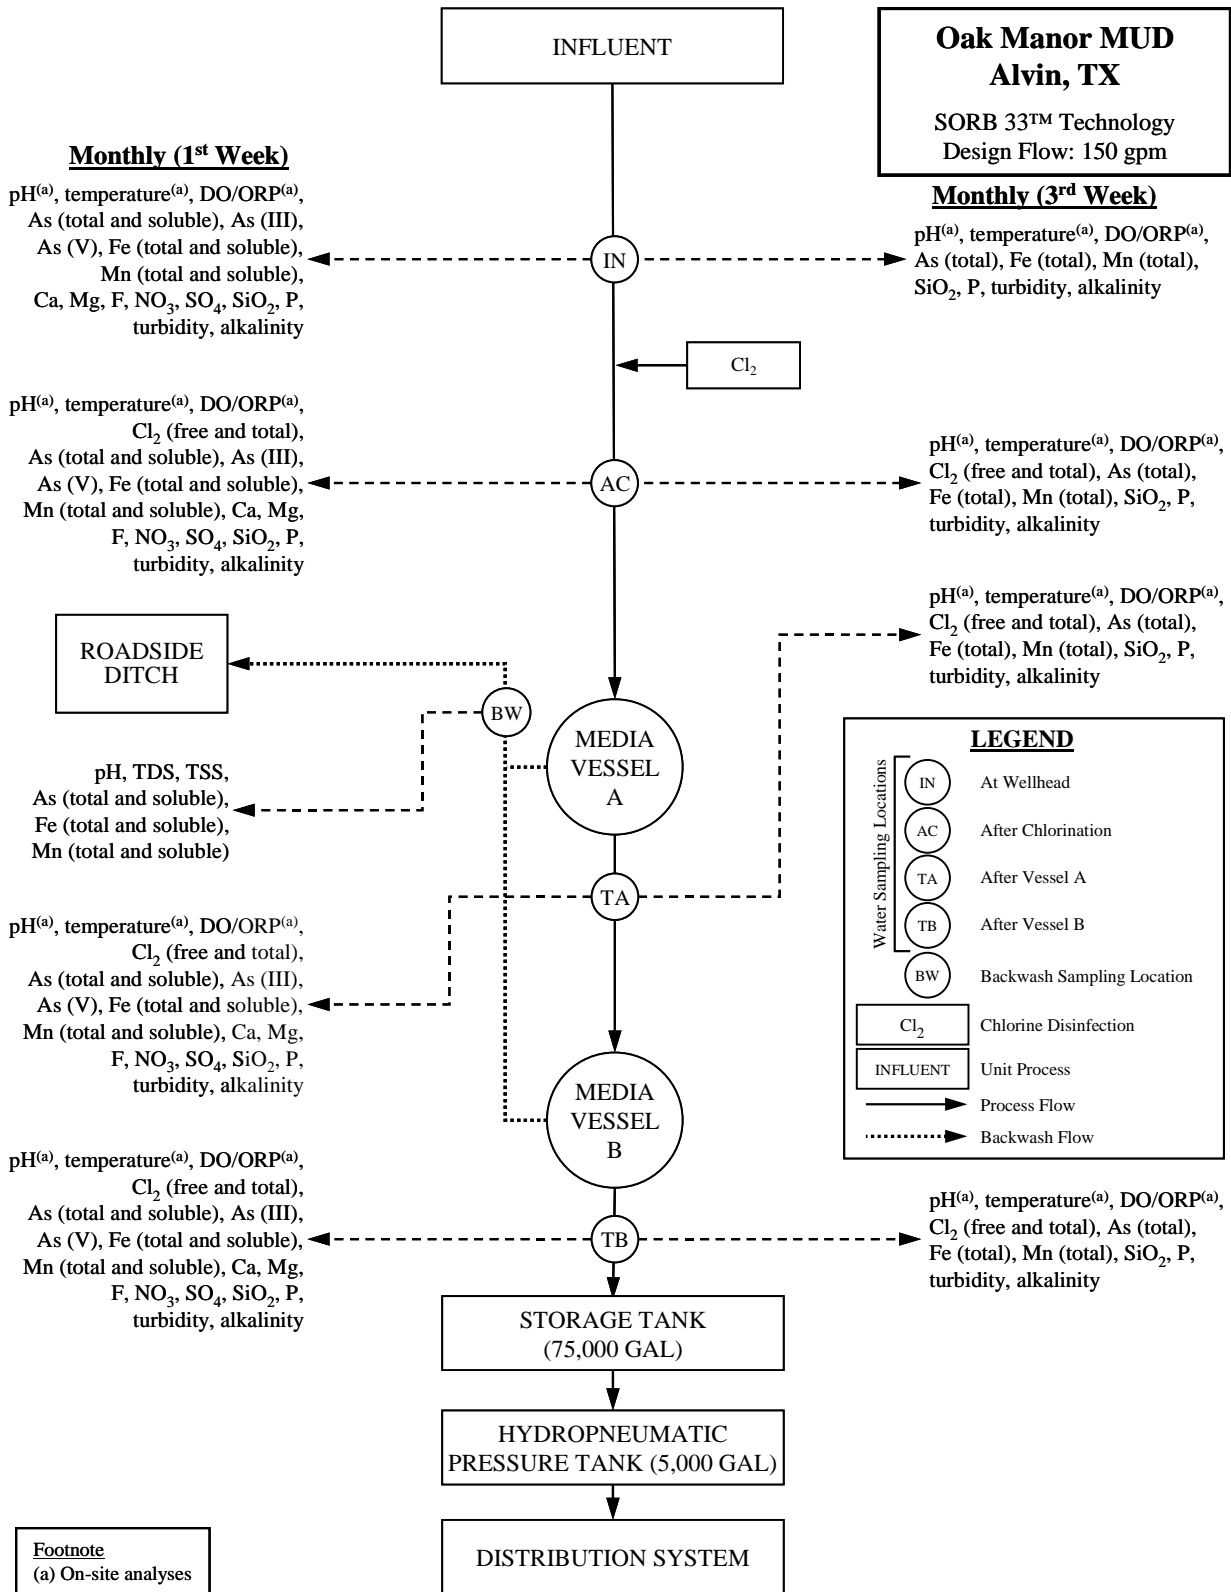 INFLUENT
Oak Manor MUD
Alvin, TX
SORB 33™ Technology
Design Flow: 150 gpm
Monthly (1st Week)
pH(a), temperature(a), DO/ORP(a),
As (total and soluble), As (III),
As (V), Fe (total and soluble),
Mn (total and soluble),
Ca, Mg, F, NO3, SO4, SiO2, P,
turbidity, alkalinity
IN
Monthly (3rd Week)
pH(a), temperature(a), DO/ORP(a),
As (total), Fe (total), Mn (total),
SiO2, P, turbidity, alkalinity
Cl2
pH(a), temperature(a), DO/ORP(a),
Cl2 (free and total),
As (total and soluble), As (III),
As (V), Fe (total and soluble),
Mn (total and soluble), Ca, Mg,
F, NO3, SO4, SiO2, P,
turbidity, alkalinity
AC
pH(a), temperature(a), DO/ORP(a),
Cl2 (free and total), As (total),
Fe (total), Mn (total), SiO2, P,
turbidity, alkalinity
pH(a), temperature(a), DO/ORP(a),
Cl2 (free and total), As (total),
Fe (total), Mn (total), SiO2, P,
turbidity, alkalinity
ROADSIDE
DITCH
BW
MEDIA
VESSEL
A
pH, TDS, TSS,
As (total and soluble),
Fe (total and soluble),
Mn (total and soluble)
TA
pH(a), temperature(a), DO/ORP(a),
Cl2 (free and total),
As (total and soluble), As (III),
As (V), Fe (total and soluble),
Mn (total and soluble), Ca, Mg,
F, NO3, SO4, SiO2, P,
turbidity, alkalinity
MEDIA
VESSEL
B
LEGEND
Water Sampling Locations
IN At Wellhead
AC After Chlorination
TA After Vessel A
TB After Vessel B
BW Backwash Sampling Location
Cl2 Chlorine Disinfection
INFLUENT Unit Process
Process Flow
Backwash Flow
pH(a), temperature(a), DO/ORP(a),
Cl2 (free and total),
As (total and soluble), As (III),
As (V), Fe (total and soluble),
Mn (total and soluble), Ca, Mg,
F, NO3, SO4, SiO2, P,
turbidity, alkalinity
TB
pH(a), temperature(a), DO/ORP(a),
Cl2 (free and total), As (total),
Fe (total), Mn (total), SiO2, P,
turbidity, alkalinity
STORAGE TANK
(75,000 GAL)
HYDROPNEUMATIC
PRESSURE TANK (5,000 GAL)
DISTRIBUTION SYSTEM
Footnote
(a) On-site analyses